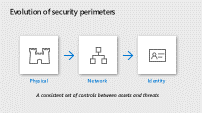 Evolution of security perimeters
Physical
Network
Identity
A consistent set of controls between assets and threats